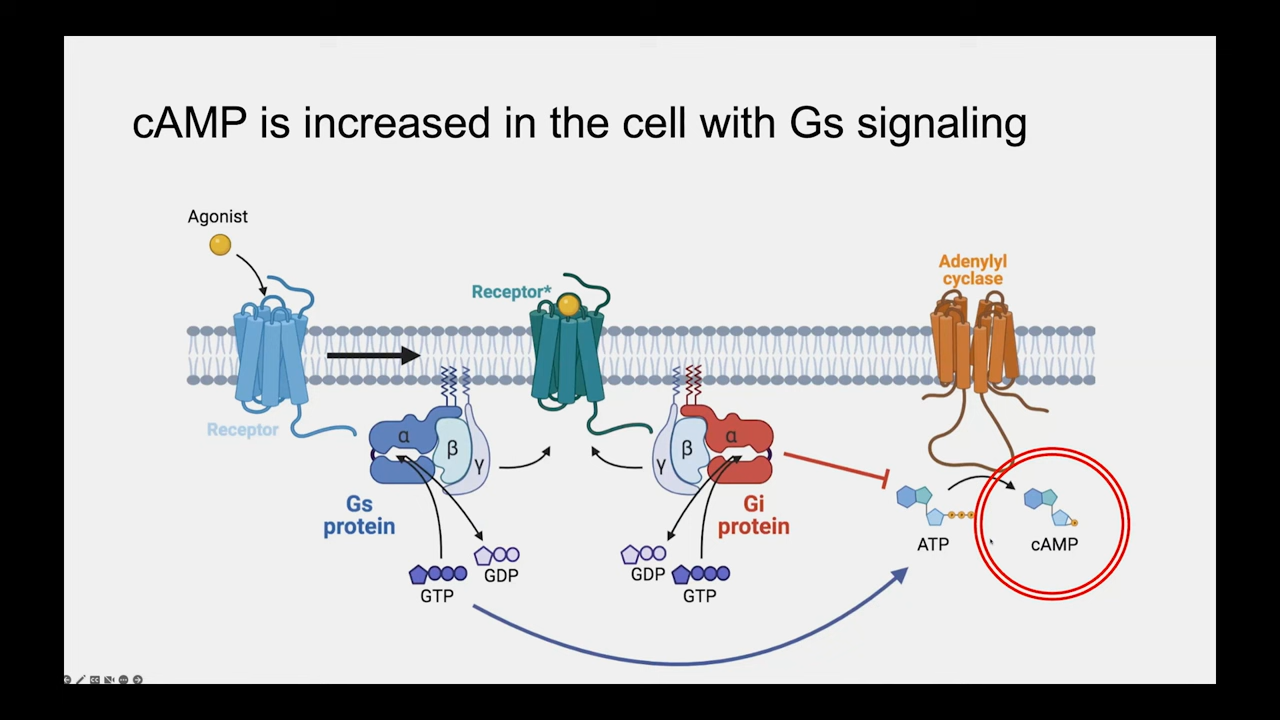 cAMP is increased in the cell with Gs signaling
Agonist
Receptor
Receptor*
Adenylyl
cyclase
α
β
γ
Gs
protein
GTP
GDP
γ
β
α
Gi
protein
GDP
GTP
ATP
cAMP